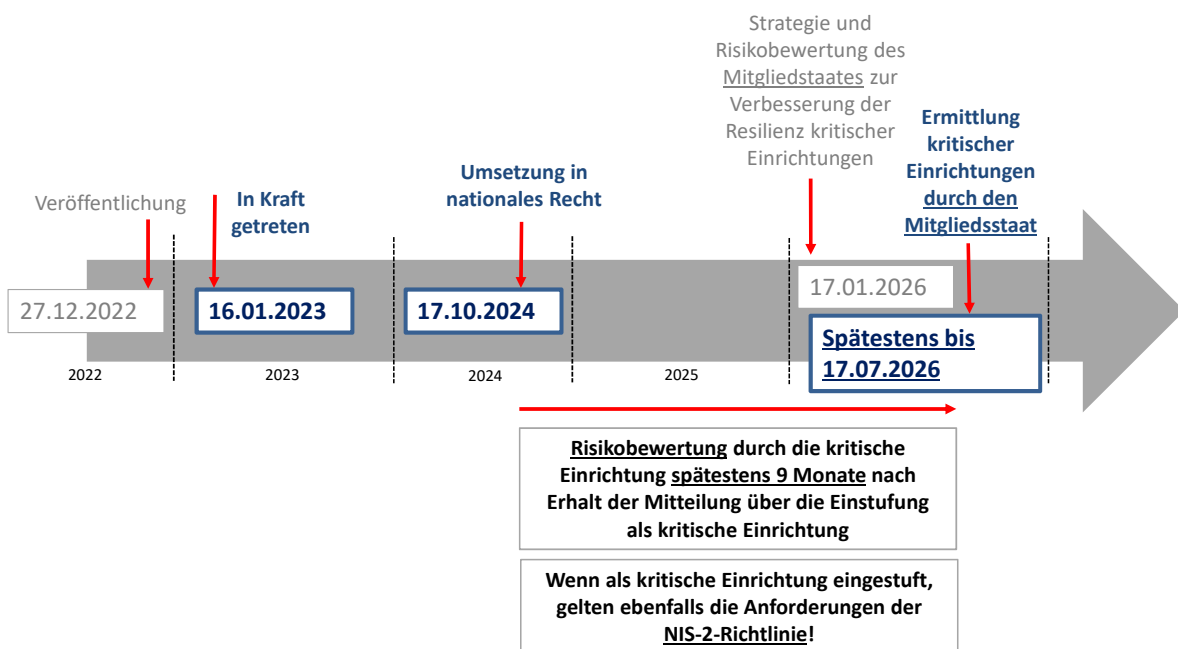 Strategie und
Risikobewertung des
Mitgliedstaates zur
Verbesserung der
Resilienz kritischer
Einrichtungen
Ermittlung
kritischer
Einrichtungen
durch den
Mitgliedsstaat
Umsetzung in
nationales Recht
In Kraft
getreten
Veröffentlichung
27.12.2022
16.01.2023
17.10.2024
17.01.2026
Spätestens bis
17.07.2026
2022
2023
2024
2025
Risikobewertung durch die kritische
Einrichtung spätestens 9 Monate nach
Erhalt der Mitteilung über die Einstufung
als kritische Einrichtung
Wenn als kritische Einrichtung eingestuft,
gelten ebenfalls die Anforderungen der
NIS-2-Richtlinie!